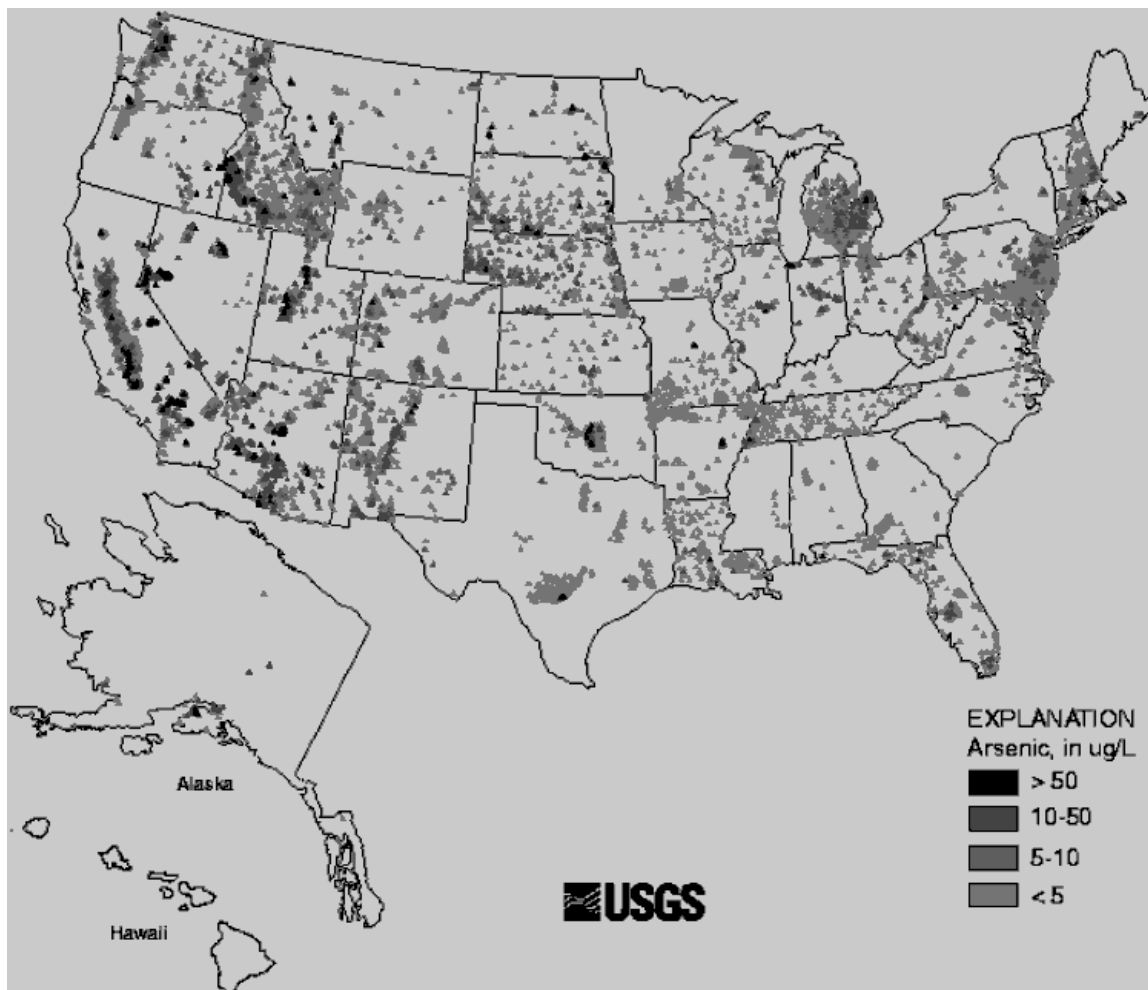 EXPLANATION
Arsenic, in ug/L
> 50
10-50
5-10
< 5
Alaska
USGS
Hawaii